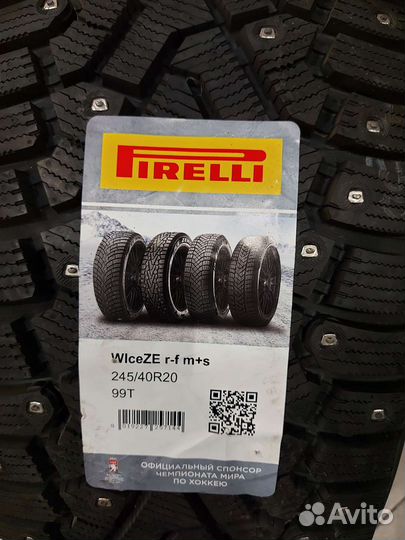 PIRELLI
WIceZE r-f m+s
245/40R20
99T
ОФИЦИАЛЬНЫЙ СПОНСОР
ЧЕМПИОНАТА МИРА
ПО ХОККЕЮ
Avito